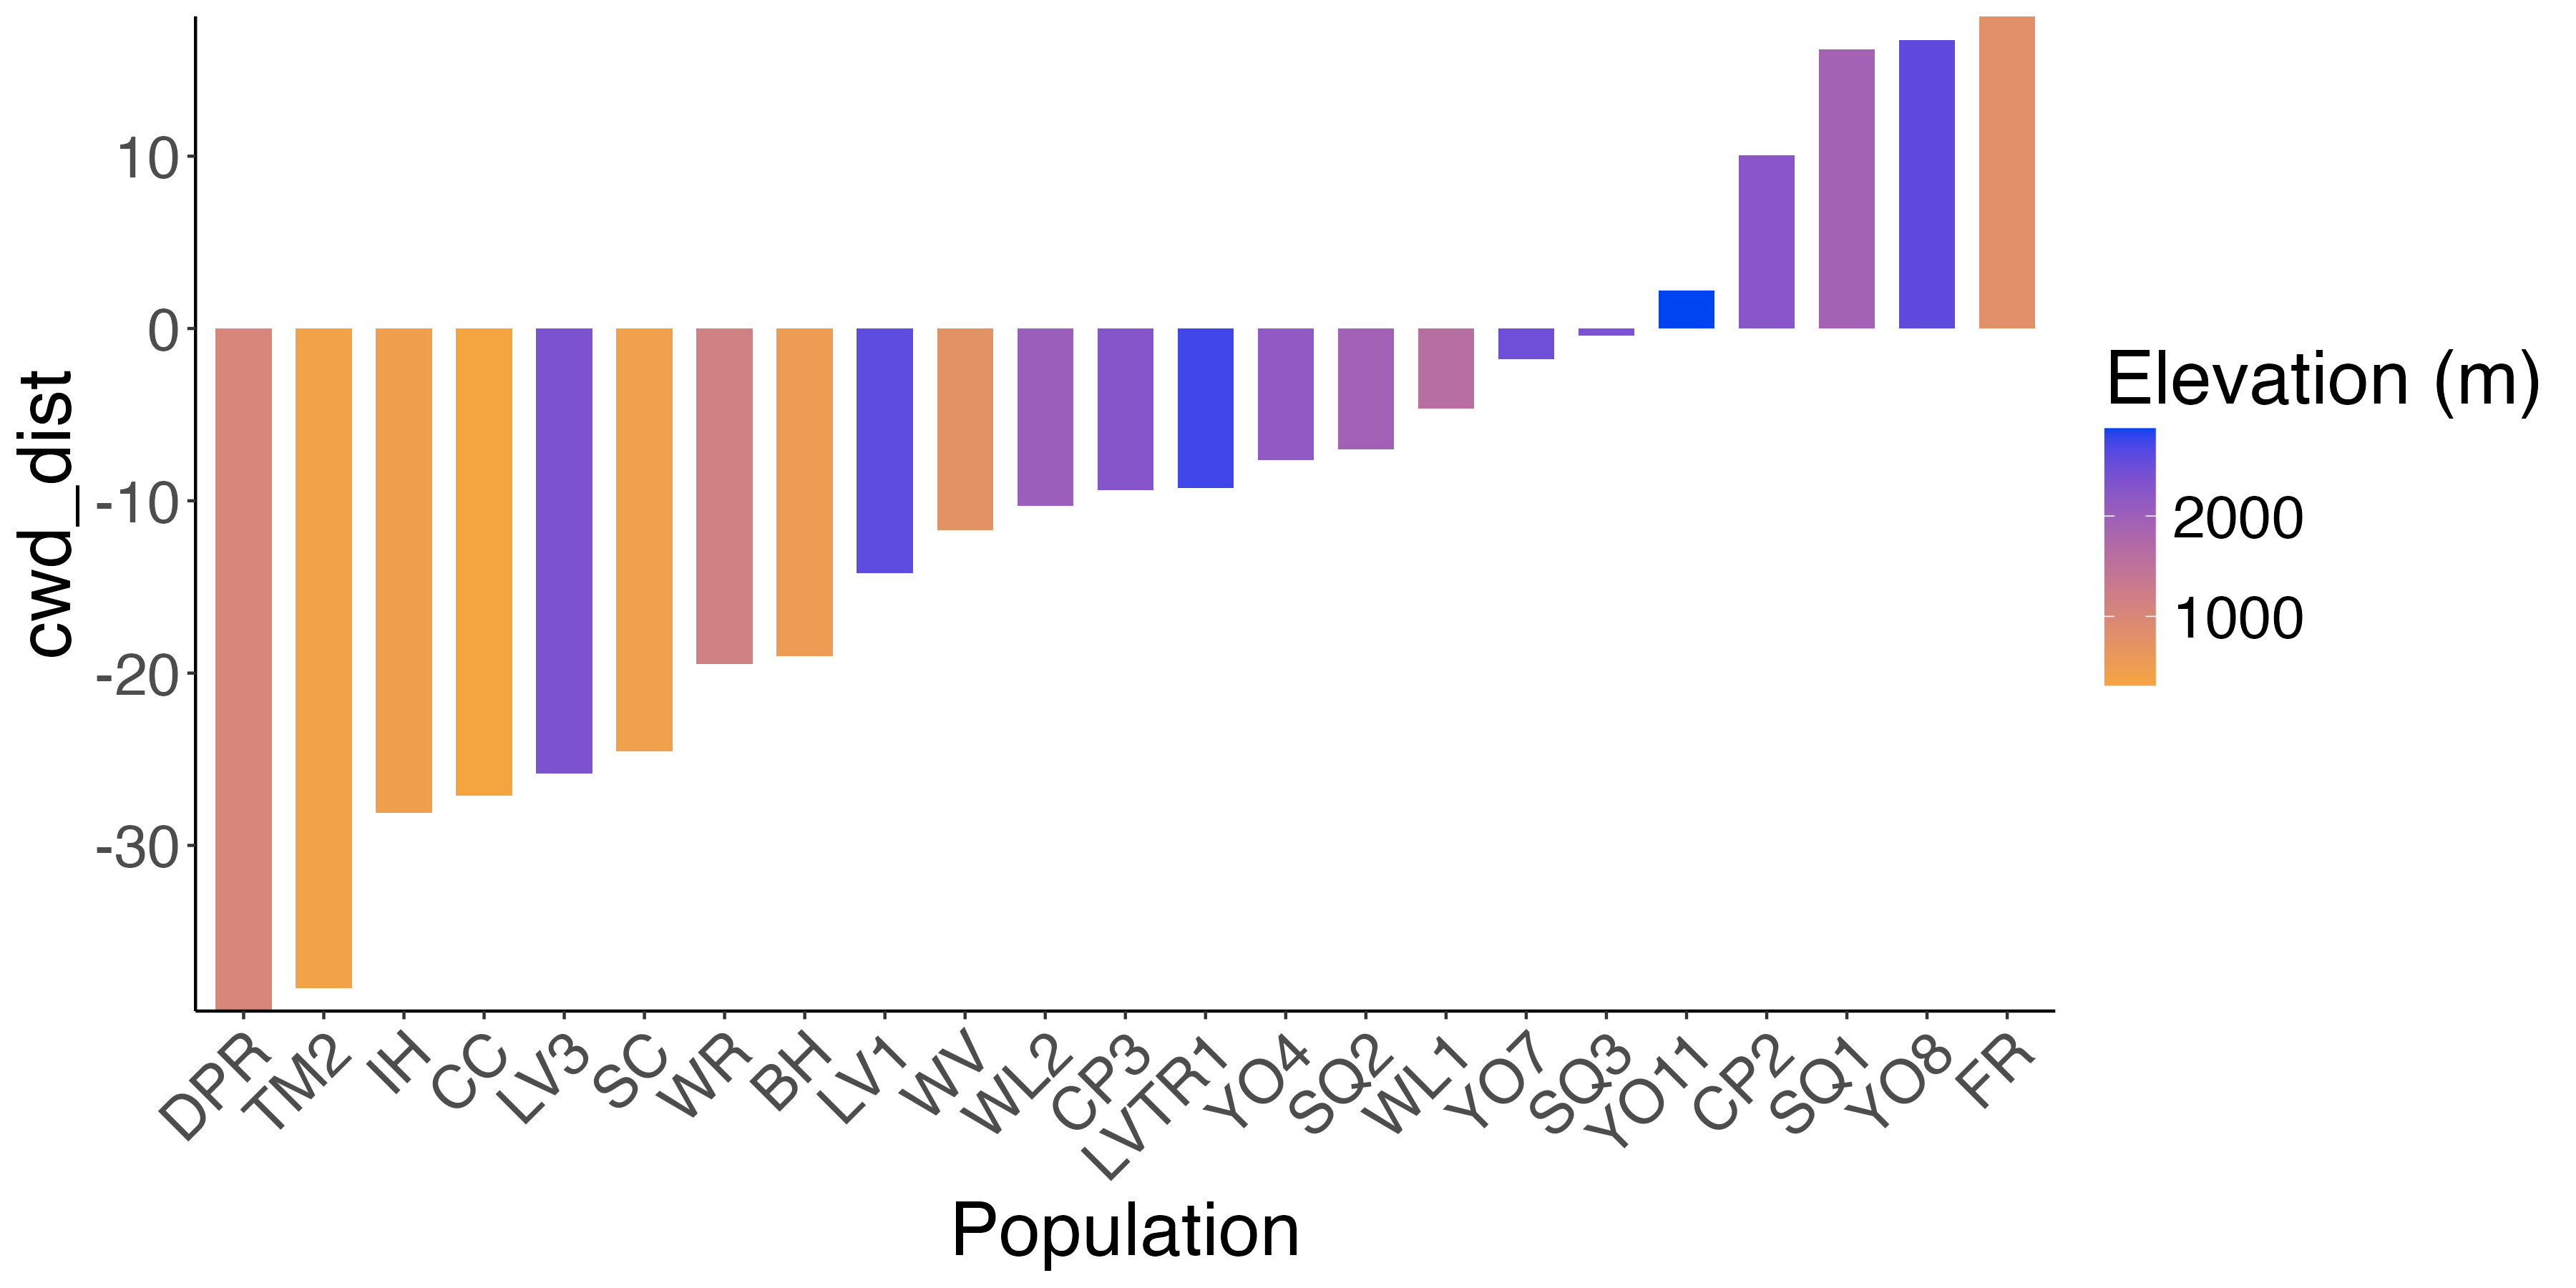 cwd_dist
10
0
-10
-20
-30
DPR
TM2
IH
CC
LV3
SC
WR
BH
LV1
WV
WL2
CP3
LVTR1
YO4
SQ2
WL1
YO7
SQ3
YO11
CP2
SQ1
YO8
FR
Population
Elevation (m)
2000
1000